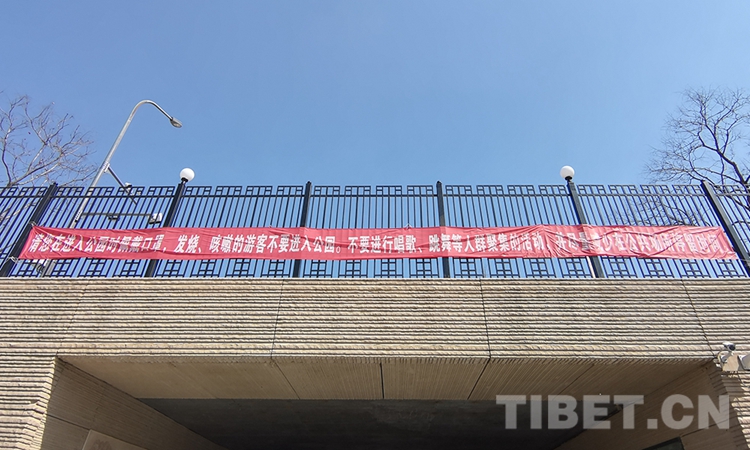 请您在进入公园时佩戴口罩，发烧、咳嗽的游客不要进入公园。不要进行唱歌、跳舞等人群聚集的活动，
TIBET.CN